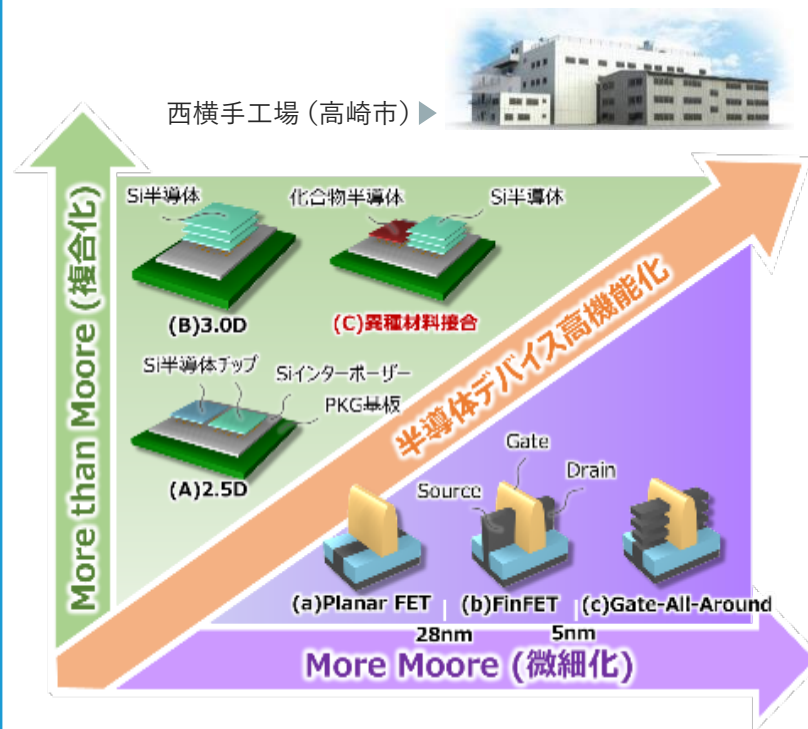 西横手工場（高崎市）▶
More than Moore (複合化)
Si半導体
化合物半導体
Si半導体
(B)3.0D
(C)異種材料接合
Si半導体チップ
Siインターポーザー
PKG基板
(A)2.5D
半導体デバイス高機能化
Gate
Source
Drain
(a)Planar FET
(b)FinFET
(c)Gate-All-Around
28nm
5nm
More Moore (微細化)